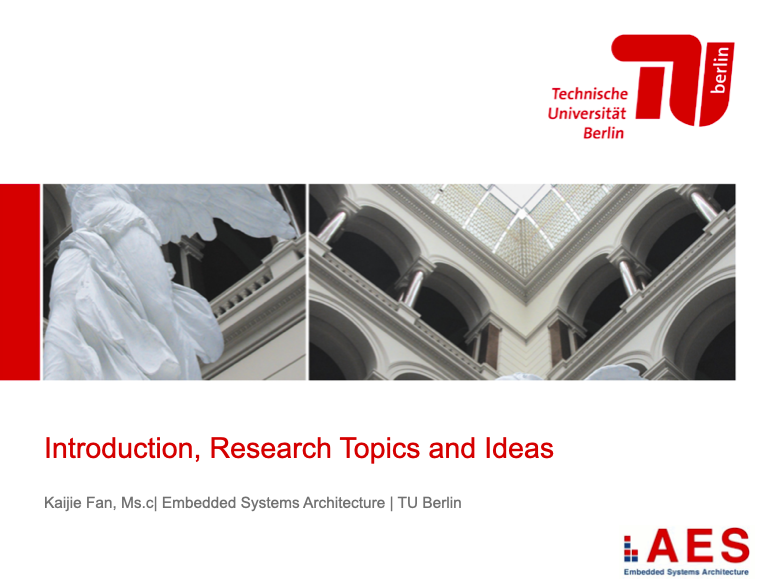 berlin
Technische
Universität
Berlin
Introduction, Research Topics and Ideas
Kaijie Fan, Ms.c| Embedded Systems Architecture | TU Berlin
AES
Embedded Systems Architecture